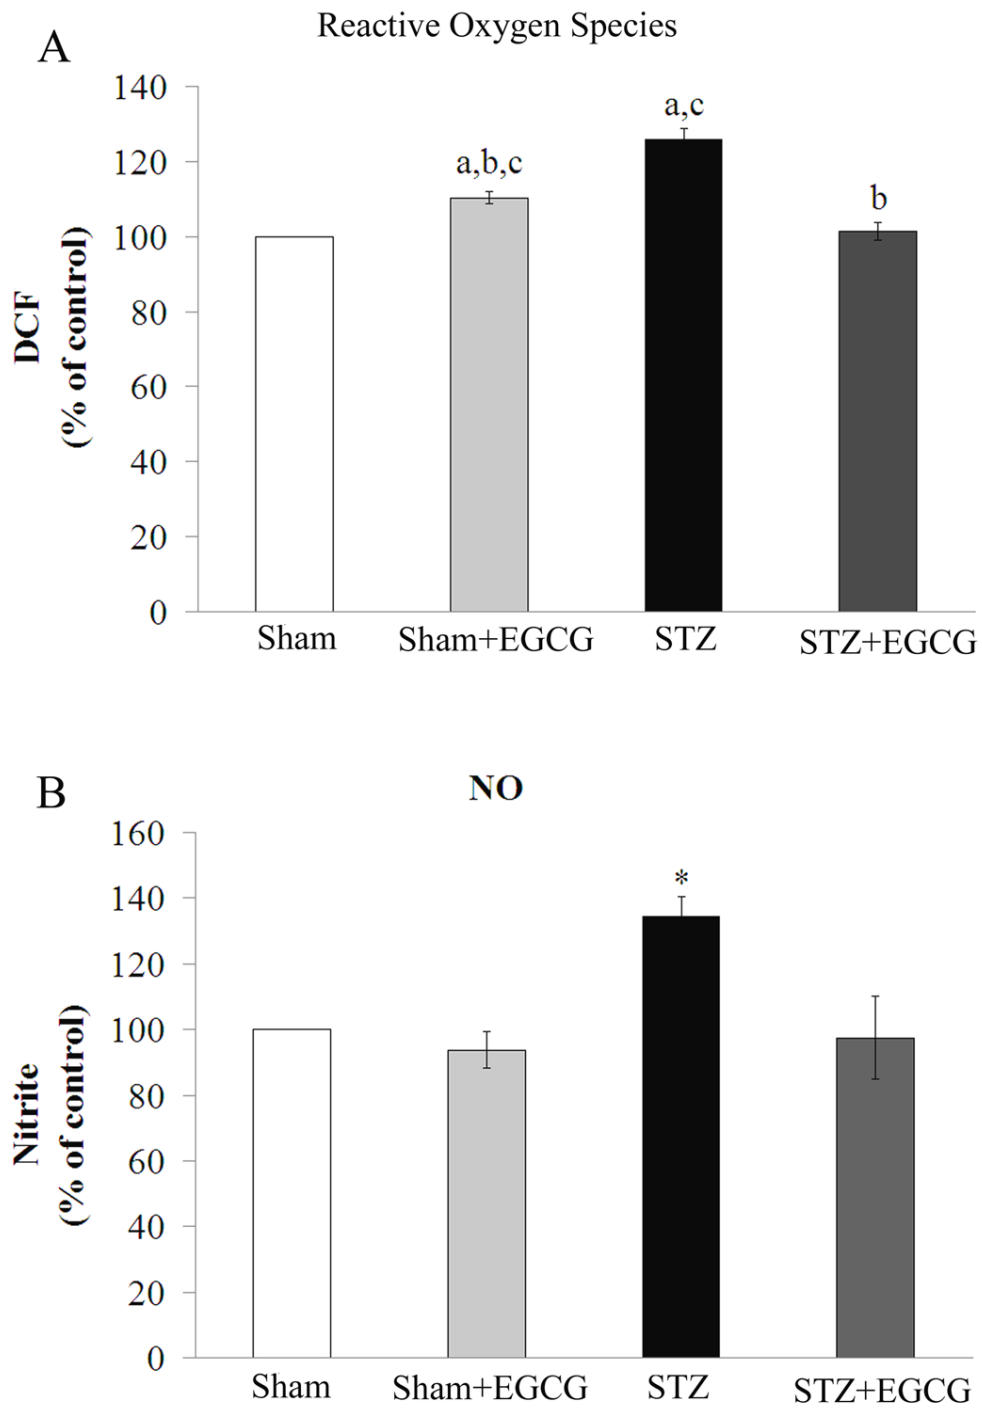 A
Reactive Oxygen Species
DCF
(% of control)
140
120
100
80
60
40
20
0
a,b,c
a,c
b
Sham
Sham+EGCG
STZ
STZ+EGCG
B
NO
Nitrite
(% of control)
160
140
120
100
80
60
40
20
0
*
Sham
Sham+EGCG
STZ
STZ+EGCG